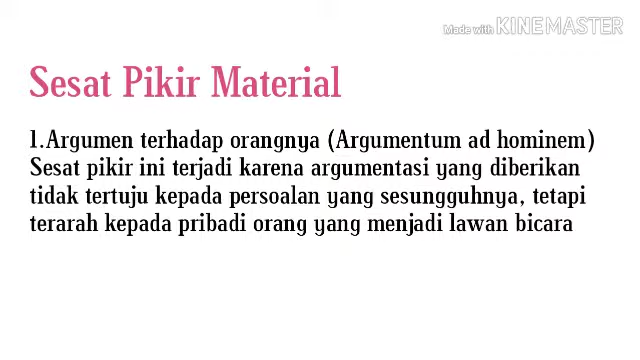 Made with KINEMASTER
Sesat Pikir Material
1.Argumen terhadap orangnya (Argumentum ad hominem)
Sesat pikir ini terjadi karena argumentasi yang diberikan
tidak tertuju kepada persoalan yang sesungguhnya, tetapi
terarah kepada pribadi orang yang menjadi lawan bicara